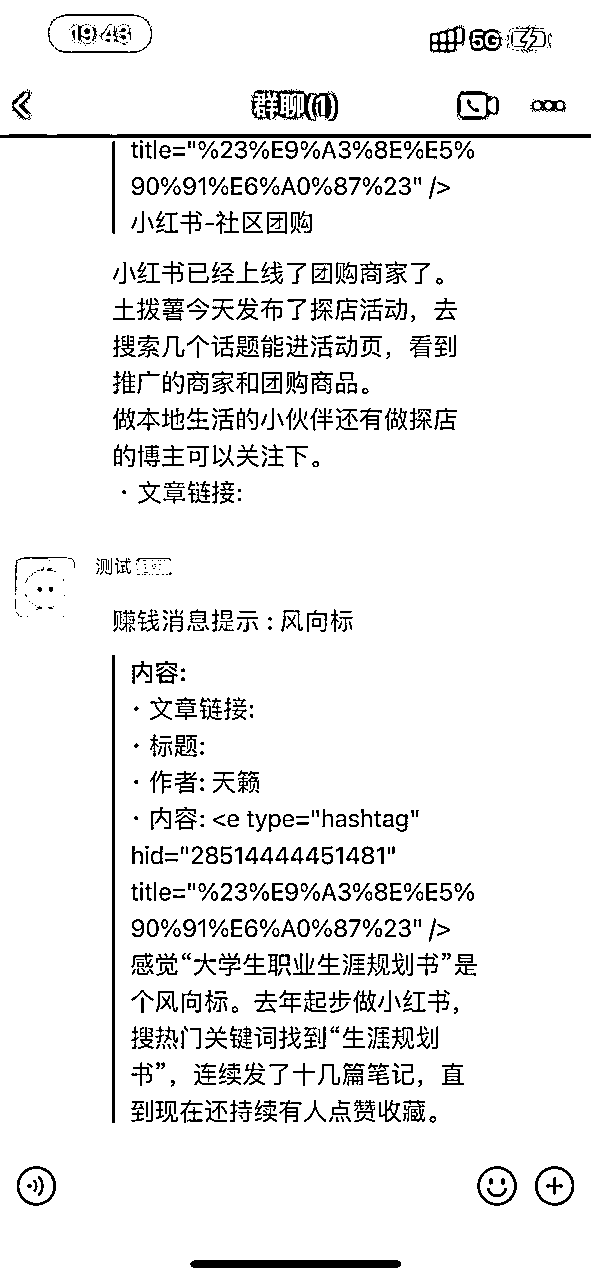 19:43
5G
群聊(1)
title="%23%E9%A3%8E%E5%
90%91%E6%A0%87%23" />
小红书-社区团购
小红书已经上线了团购商家了。
土拨薯今天发布了探店活动，去
搜索几个话题能进活动页，看到
推广的商家和团购商品。
做本地生活的小伙伴还有做探店
的博主可以关注下。
· 文章链接:
测试
赚钱消息提示 : 风向标
内容:
· 文章链接:
· 标题:
· 作者: 天籁
· 内容: <e type="hashtag"
hid="28514444451481"
title="%23%E9%A3%8E%E5%
90%91%E6%A0%87%23" />
感觉“大学生职业生涯规划书”是
个风向标。去年起步做小红书，
搜热门关键词找到“生涯规划
书”，连续发了十几篇笔记，直
到现在还持续有人点赞收藏。